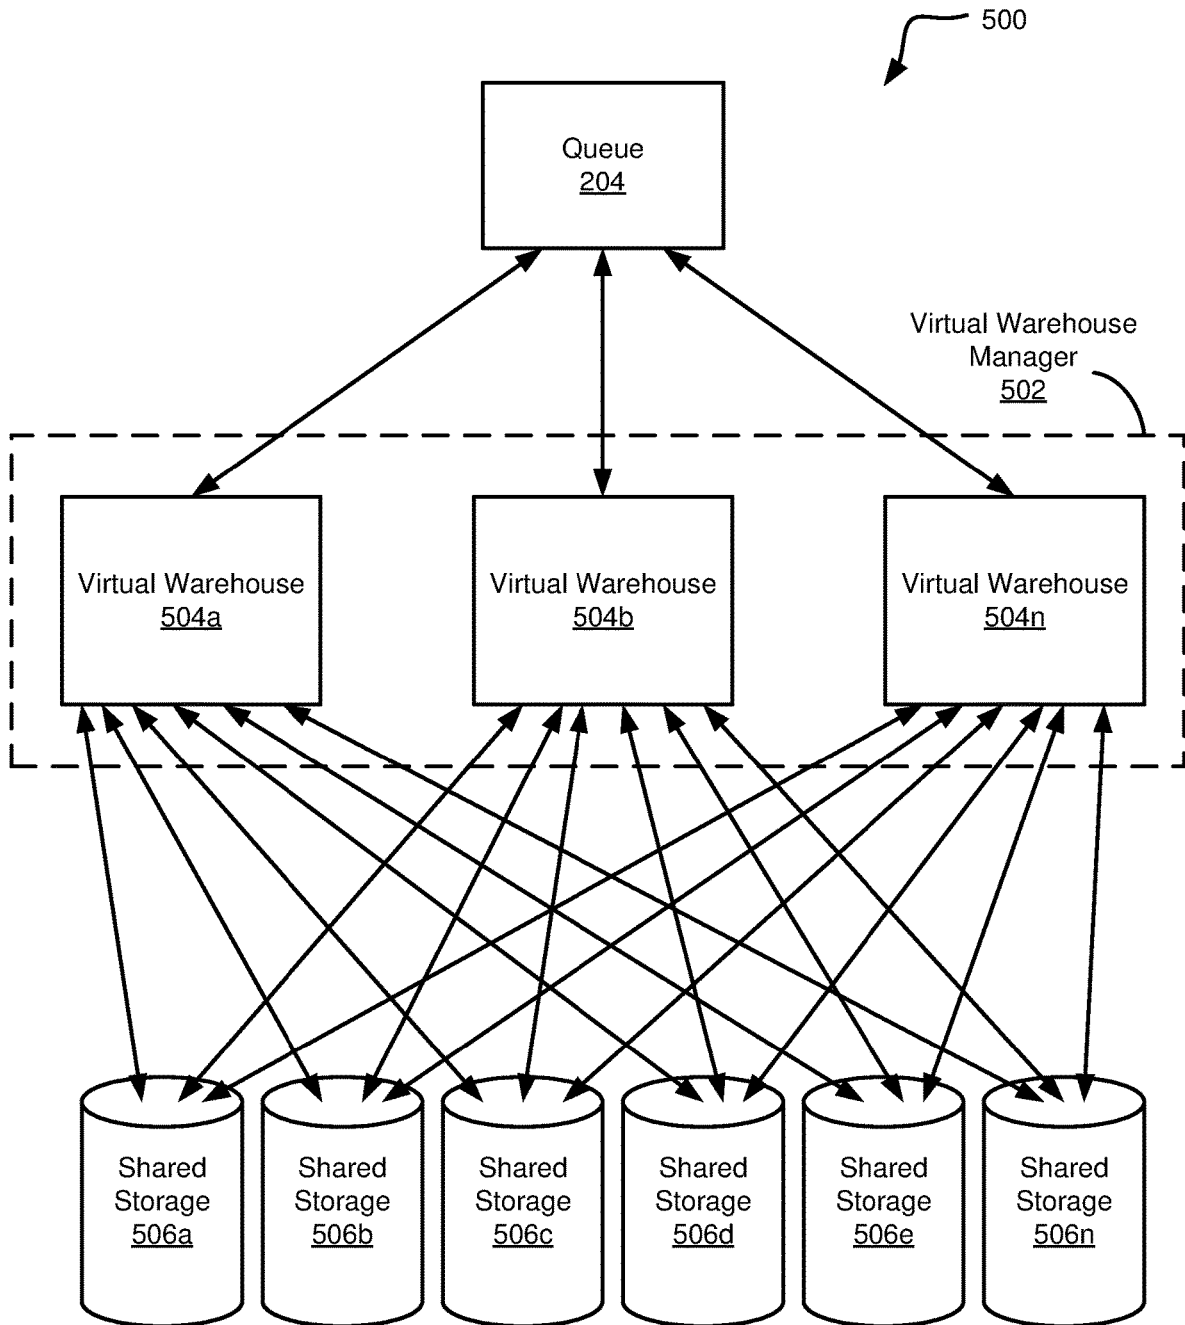 500
Queue
204
Virtual Warehouse
Manager
502
Virtual Warehouse
504a
Virtual Warehouse
504b
Virtual Warehouse
504n
Shared
Storage
506a
Shared
Storage
506b
Shared
Storage
506c
Shared
Storage
506d
Shared
Storage
506e
Shared
Storage
506n